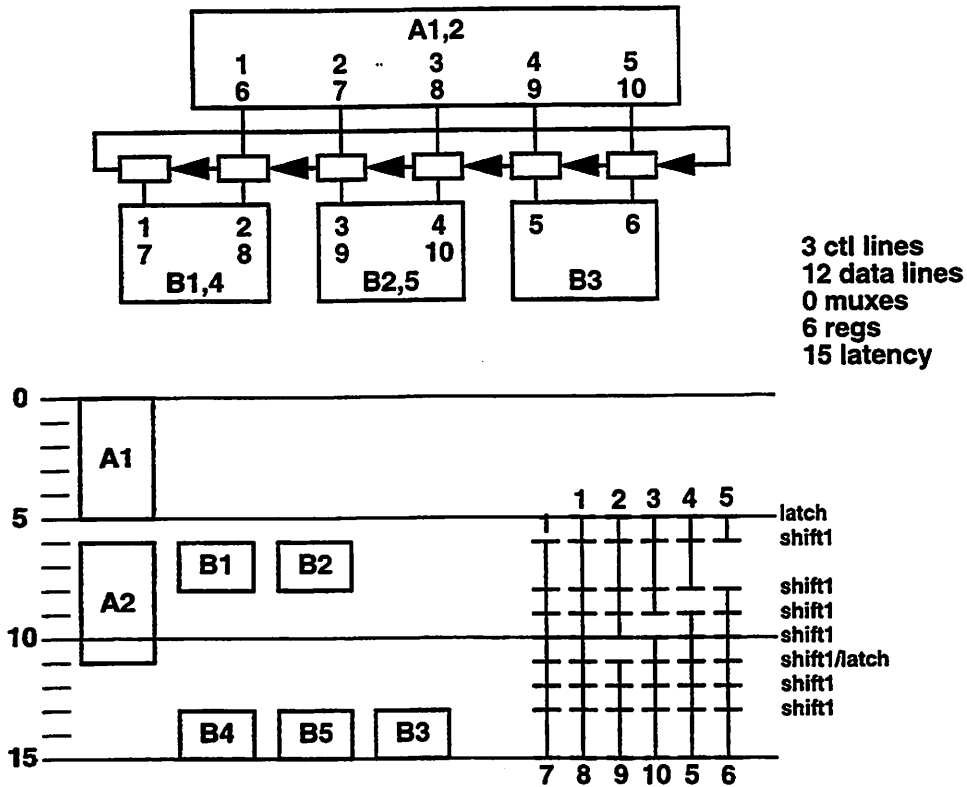 A1,2
1 2 3 4 5
6 7 8 9 10
1 2 3 4 5 6
7 8 9 10
B1,4 B2,5 B3
3 ctl lines
12 data lines
0 muxes
6 regs
15 latency
0
A1
1 2 3 4 5
5 latch
1 shift1
B1 B2
A2
shift1
shift1
10 shift1
shift1/latch
shift1
shift1
B4 B5 B3
15
7 8 9 10 5 6